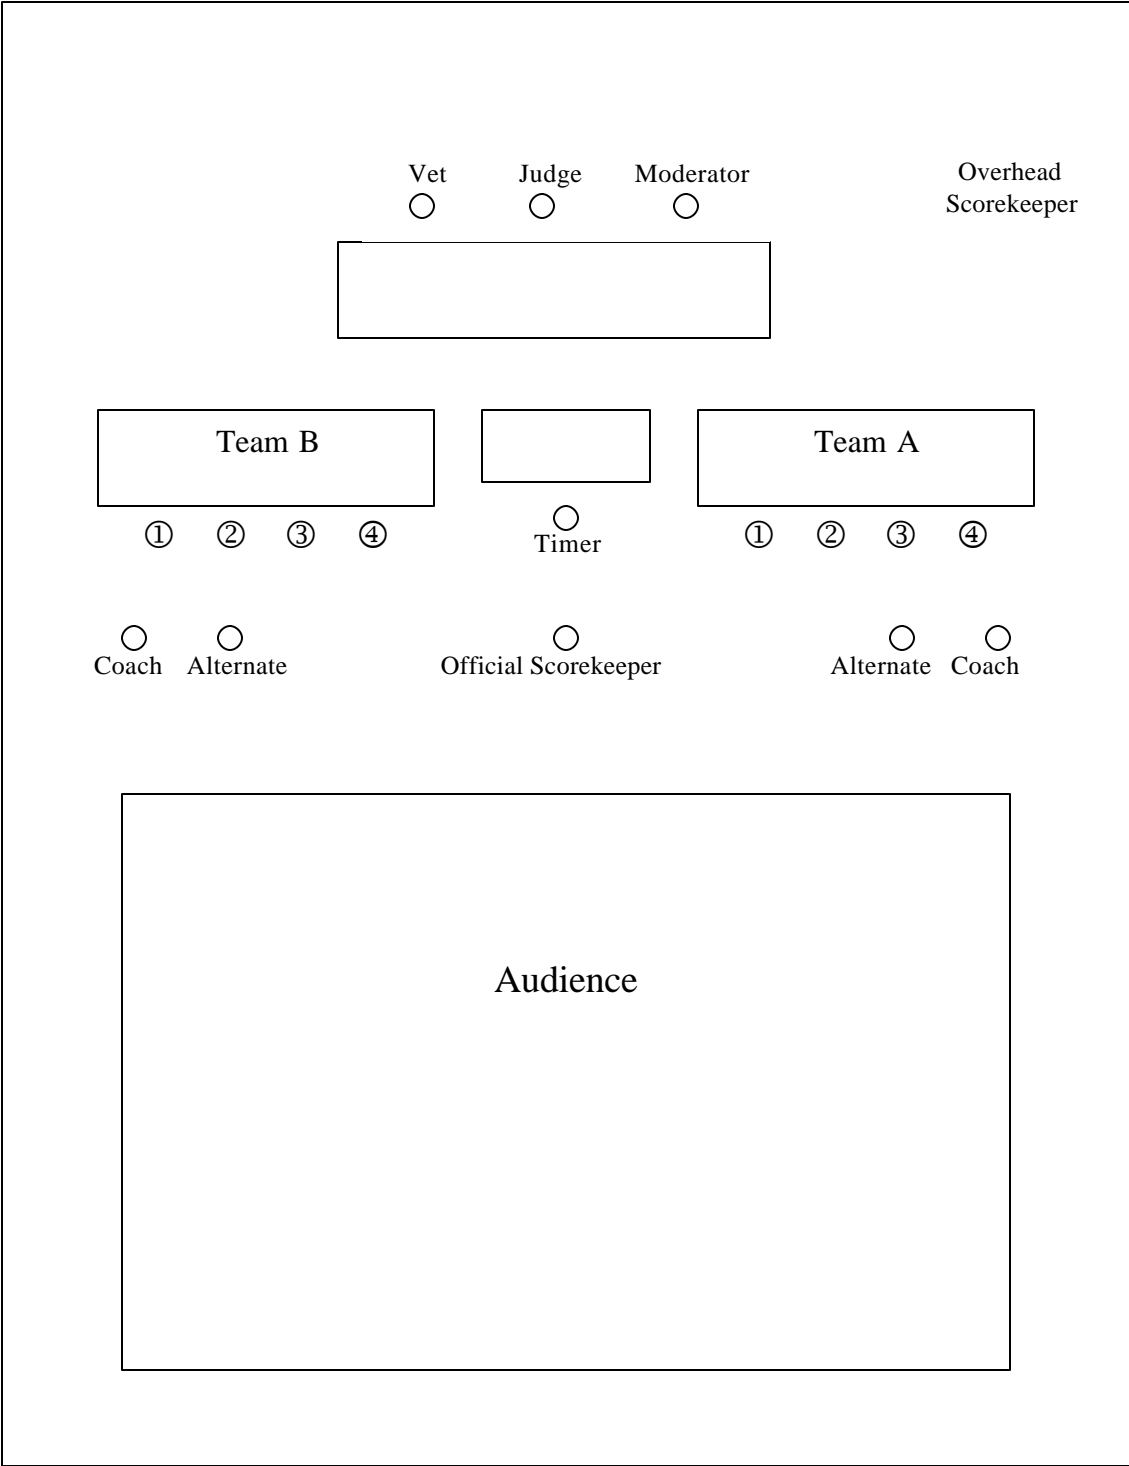 Vet Judge Moderator Overhead
Scorekeeper
Team B Team A
① ② ③ ④ Timer ① ② ③ ④
Coach Alternate Official Scorekeeper Alternate Coach
Audience